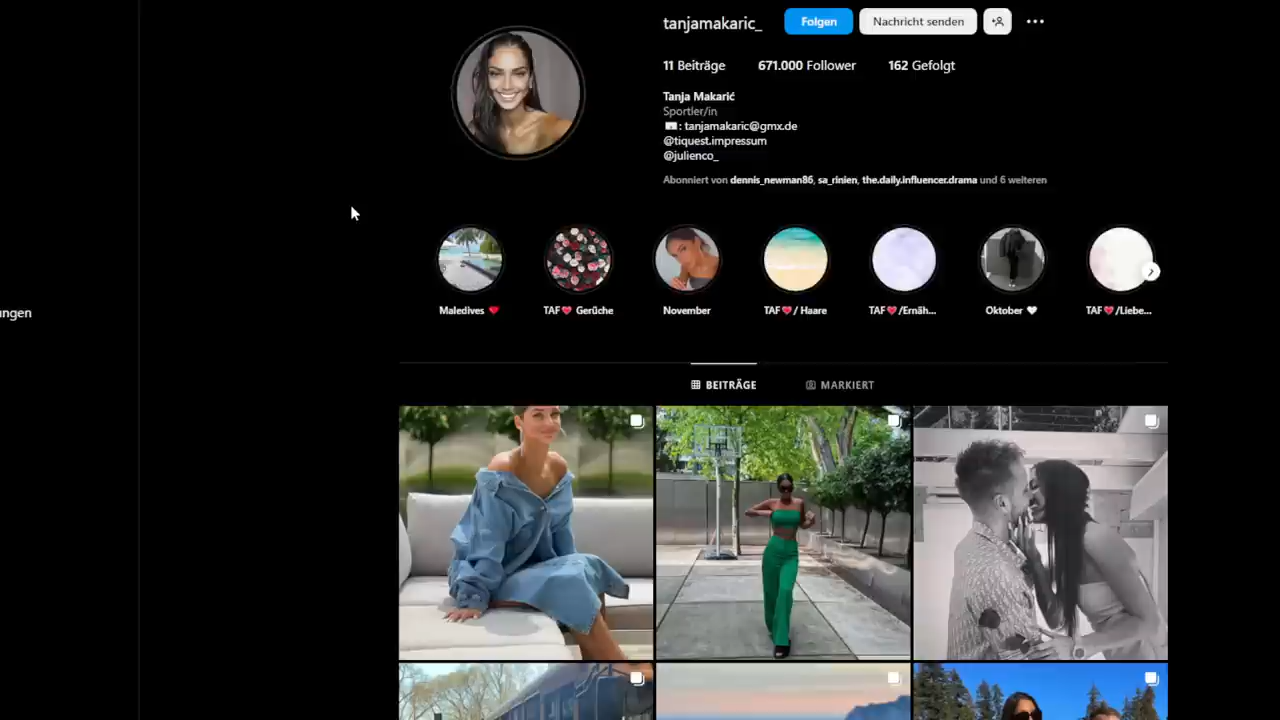 tanjamakaric_ Folgen Nachricht senden
11 Beiträge 671.000 Follower 162 Gefolgt
Tanja Makarić
Sportler/in
📧: tanjamakaric@gmx.de
@tiquest.impressum
@julienco_
Abonniert von dennis_newman86, sa_rinien, the.daily.influencer.drama und 6 weiteren
ungen
Maledives ❤️ TAF💗 Gerüche November TAF💗/ Haare TAF💗/Ernäh... Oktober 🤍 TAF💗/Liebe...
BEITRÄGE MARKIERT